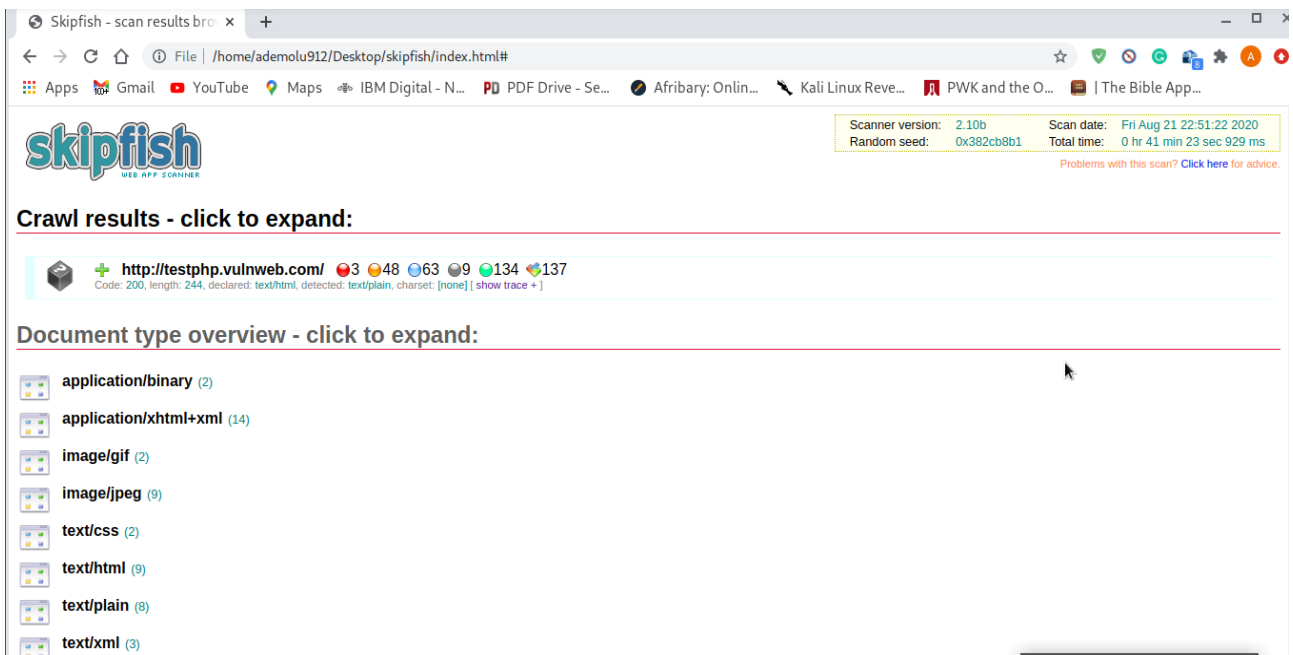 Skipfish - scan results bro
File | /home/ademolu912/Desktop/skipfish/index.html#
8 A
Apps 100+ Gmail YouTube Maps IBM Digital - N... PD PDF Drive - Se... Afribary: Onlin... Kali Linux Reve... PWK and the O... | The Bible App...
skipfish
WEB APP SCANNER
Scanner version: 2.10b Scan date: Fri Aug 21 22:51:22 2020
Random seed: 0x382cb8b1 Total time: 0 hr 41 min 23 sec 929 ms
Problems with this scan? Click here for advice.
Crawl results - click to expand:
http://testphp.vulnweb.com/ 3 48 63 9 134 137
Code: 200, length: 244, declared: text/html, detected: text/plain, charset: [none] [ show trace + ]
Document type overview - click to expand:
application/binary (2)
application/xhtml+xml (14)
image/gif (2)
image/jpeg (9)
text/css (2)
text/html (9)
text/plain (8)
text/xml (3)